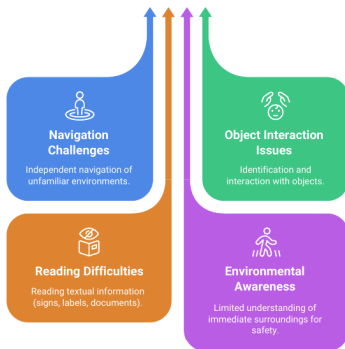 Navigation
Challenges
Independent navigation of
unfamiliar environments.
Object Interaction
Issues
Identification and
interaction with objects.
Reading Difficulties
Reading textual information
(signs, labels, documents).
Environmental
Awareness
Limited understanding of
immediate surroundings for
safety.